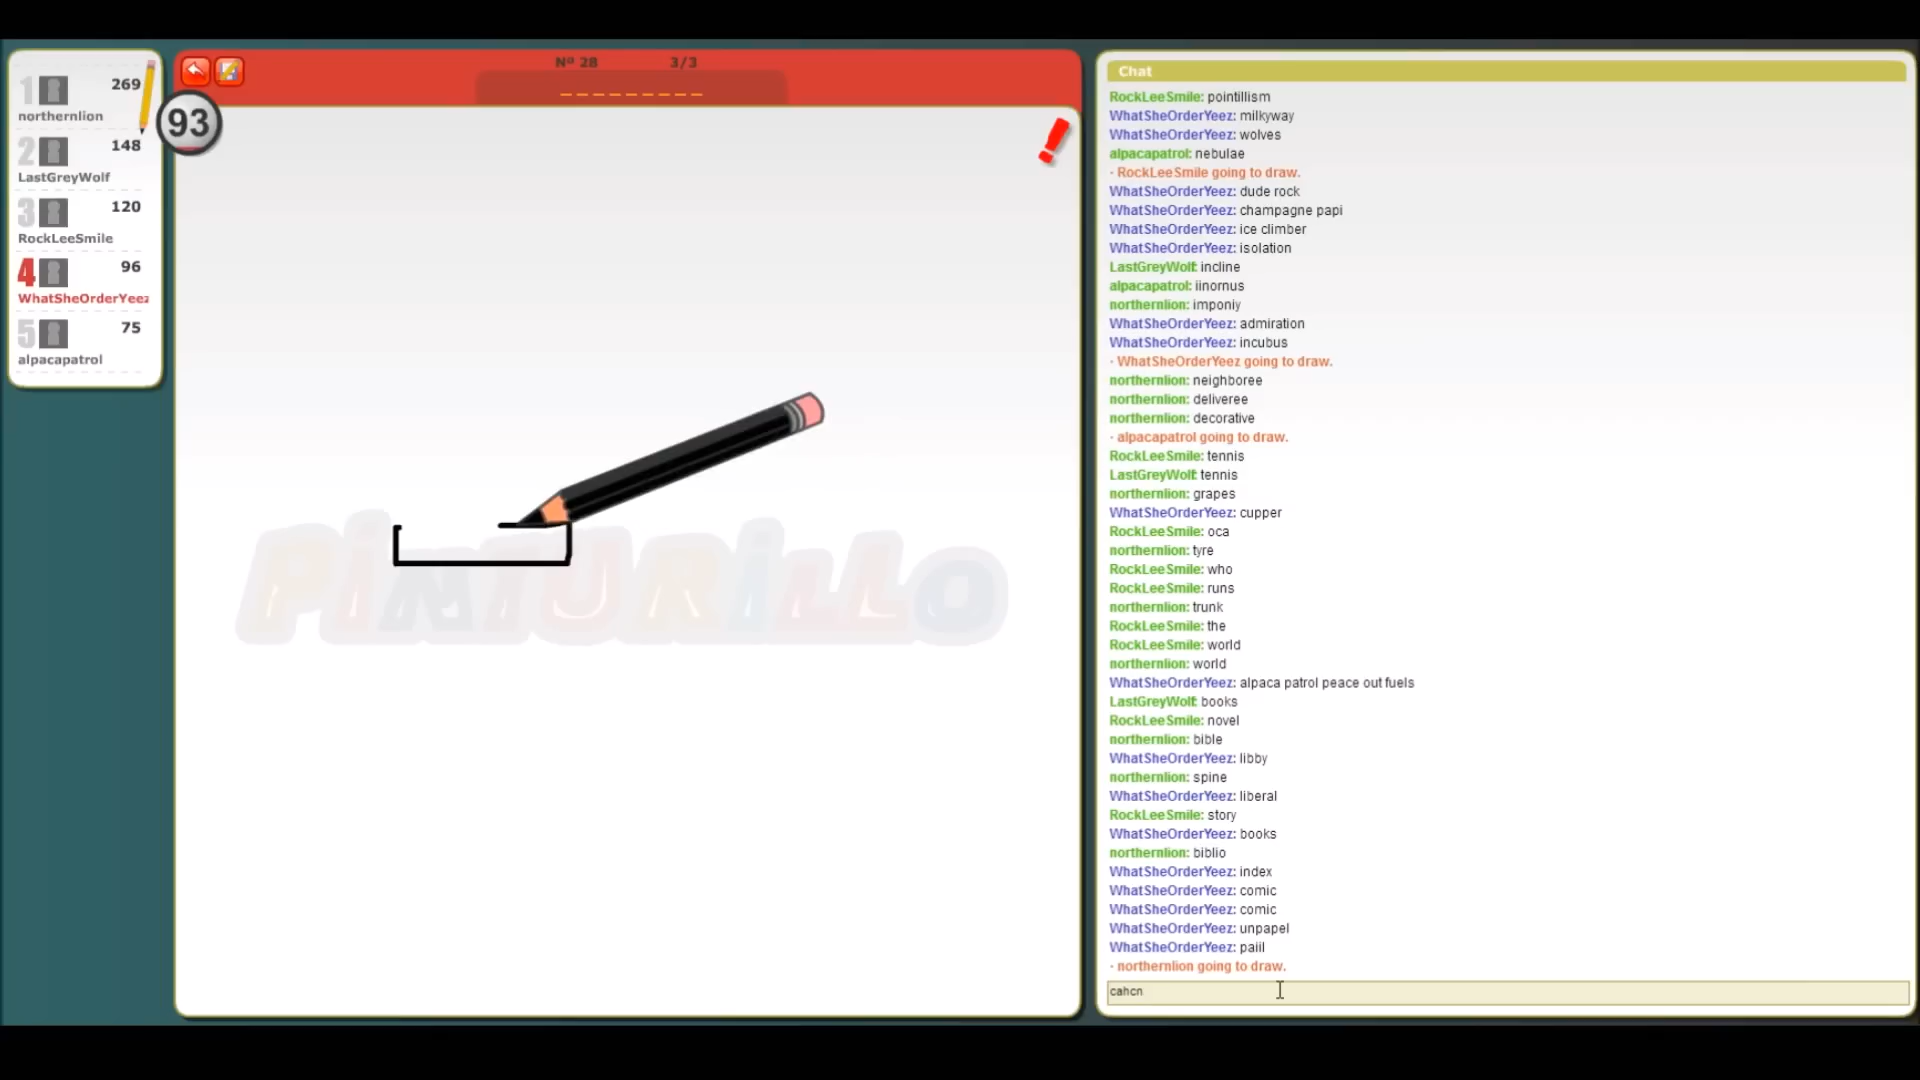 1 269
northernlion
2 148
LastGreyWolf
3 120
RockLeeSmile
4 96
WhatSheOrderYeez
5 75
alpacapatrol
93
Nº 28 3/3
_ _ _ _ _ _ _ _ _
PINTURILLO
Chat
RockLeeSmile: pointillism
WhatSheOrderYeez: milkyway
WhatSheOrderYeez: wolves
alpacapatrol: nebulae
· RockLeeSmile going to draw.
WhatSheOrderYeez: dude rock
WhatSheOrderYeez: champagne papi
WhatSheOrderYeez: ice climber
WhatSheOrderYeez: isolation
LastGreyWolf: incline
alpacapatrol: iinornus
northernlion: imponiy
WhatSheOrderYeez: admiration
WhatSheOrderYeez: incubus
· WhatSheOrderYeez going to draw.
northernlion: neighboree
northernlion: deliveree
northernlion: decorative
· alpacapatrol going to draw.
RockLeeSmile: tennis
LastGreyWolf: tennis
northernlion: grapes
WhatSheOrderYeez: cupper
RockLeeSmile: oca
northernlion: tyre
RockLeeSmile: who
RockLeeSmile: runs
northernlion: trunk
RockLeeSmile: the
RockLeeSmile: world
northernlion: world
WhatSheOrderYeez: alpaca patrol peace out fuels
LastGreyWolf: books
RockLeeSmile: novel
northernlion: bible
WhatSheOrderYeez: libby
northernlion: spine
WhatSheOrderYeez: liberal
RockLeeSmile: story
WhatSheOrderYeez: books
northernlion: biblio
WhatSheOrderYeez: index
WhatSheOrderYeez: comic
WhatSheOrderYeez: comic
WhatSheOrderYeez: unpapel
WhatSheOrderYeez: paiil
· northernlion going to draw.
cahcn